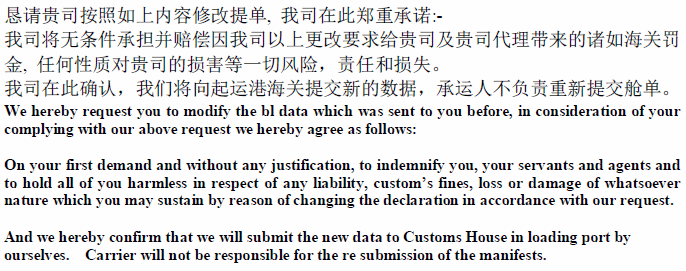 恳请贵司按照如上内容修改提单, 我司在此郑重承诺:-
我司将无条件承担并赔偿因我司以上更改要求给贵司及贵司代理带来的诸如海关罚
金, 任何性质对贵司的损害等一切风险，责任和损失。
我司在此确认，我们将向起运港海关提交新的数据，承运人不负责重新提交舱单。
We hereby request you to modify the bl data which was sent to you before, in consideration of your
complying with our above request we hereby agree as follows:
On your first demand and without any justification, to indemnify you, your servants and agents and
to hold all of you harmless in respect of any liability, custom's fines, loss or damage of whatsoever
nature which you may sustain by reason of changing the declaration in accordance with our request.
And we hereby confirm that we will submit the new data to Customs House in loading port by
ourselves. Carrier will not be responsible for the re submission of the manifests.